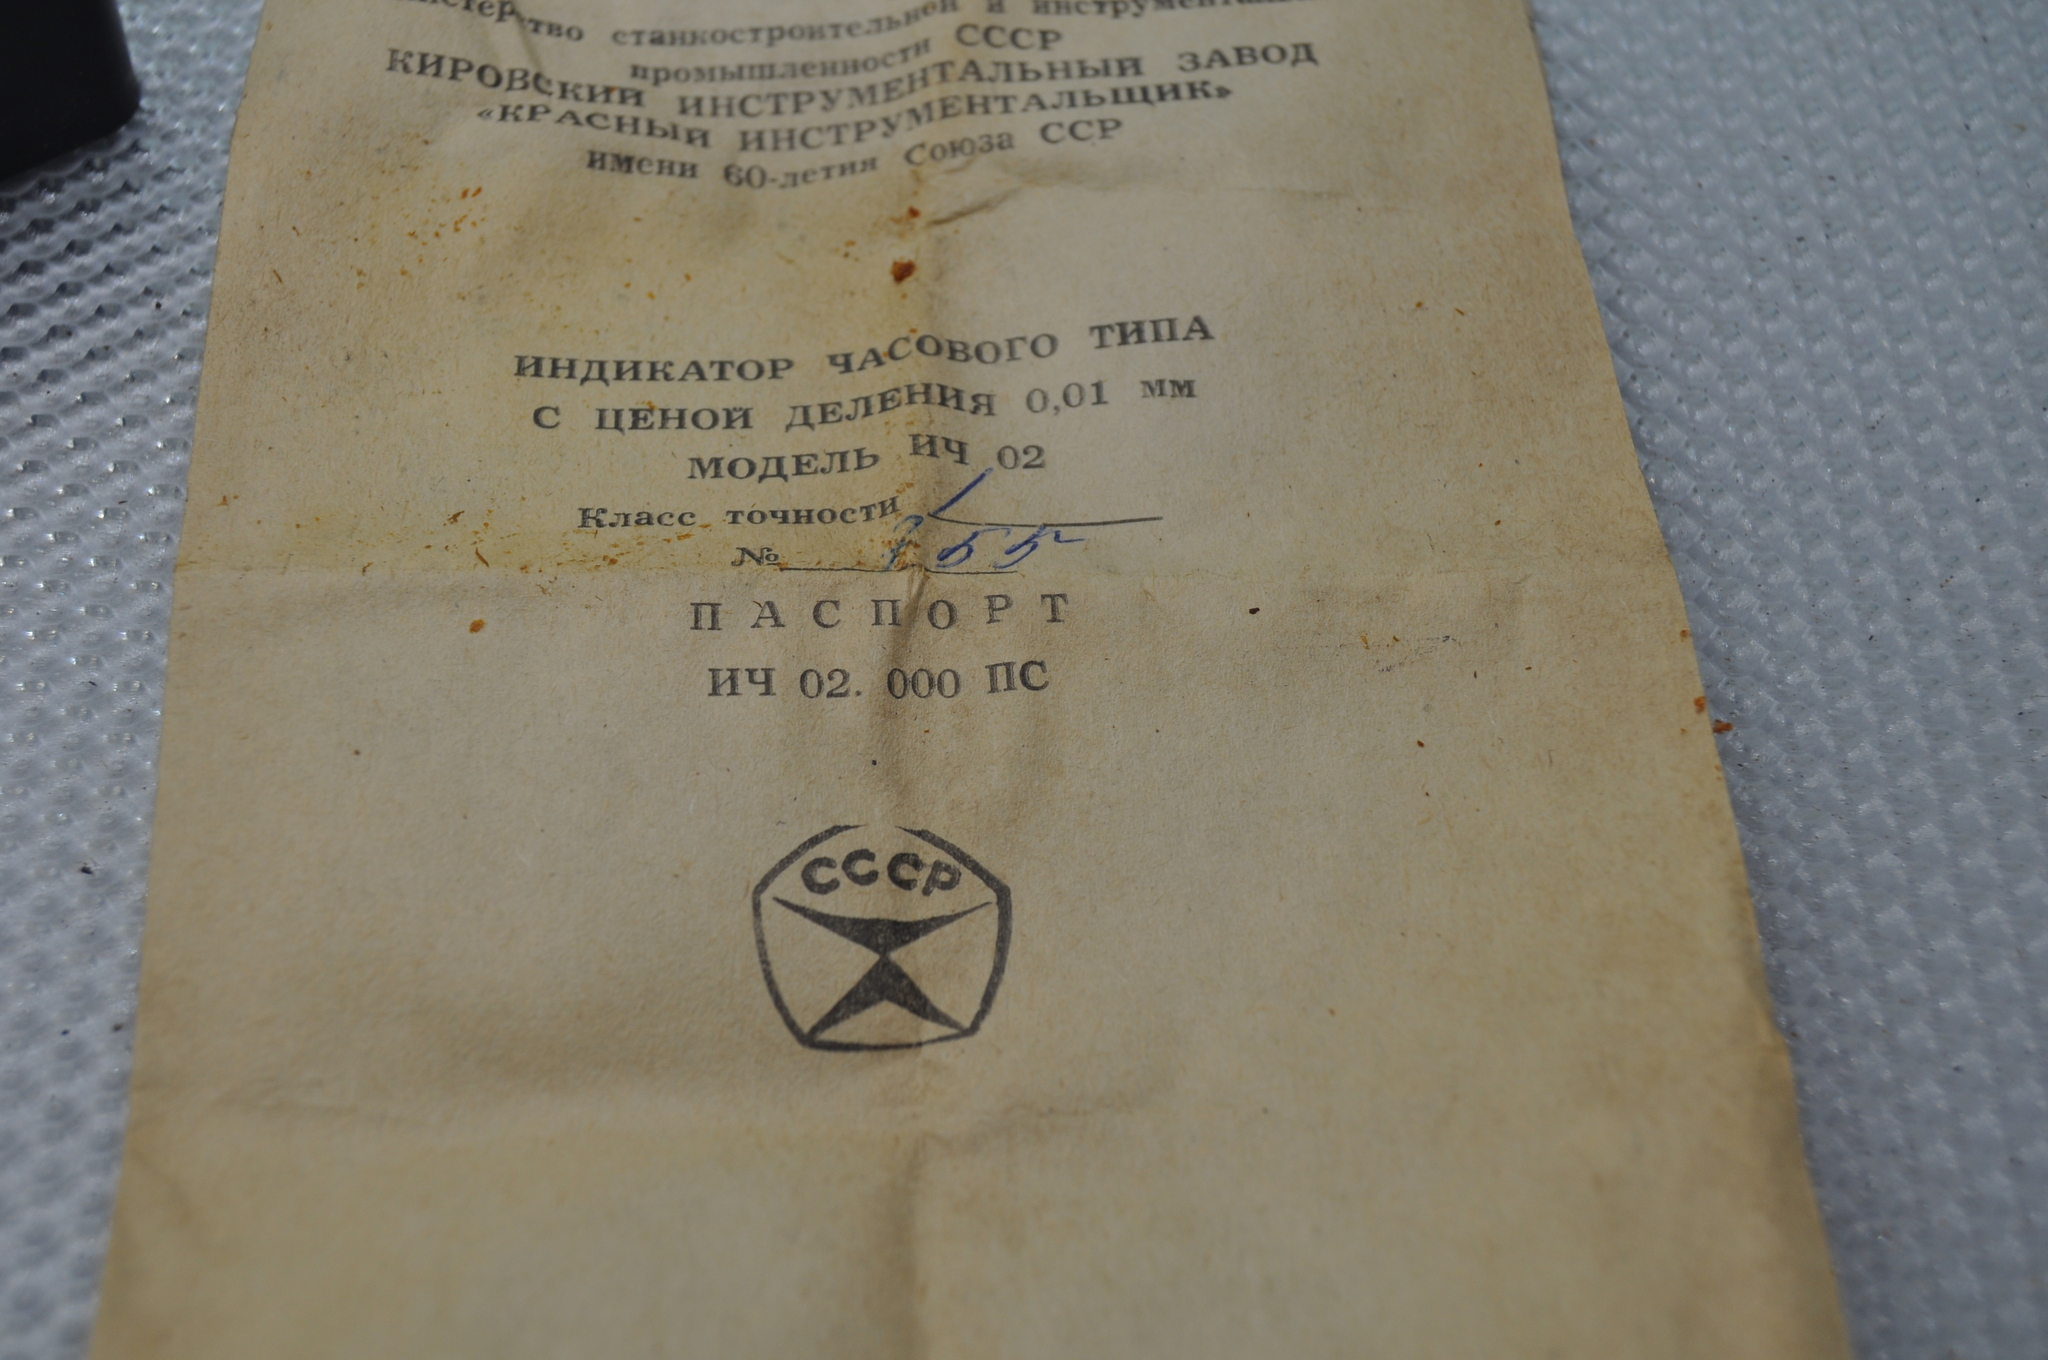 станкостроительной и
промышленности СССР
КИРОВСКИЙ ИНСТРУМЕНТАЛЬНЫЙ ЗАВОД
«КРАСНЫЙ ИНСТРУМЕНТАЛЬЩИК»
имени 60-летия Союза ССР
ИНДИКАТОР ЧАСОВОГО ТИПА
С ЦЕНОЙ ДЕЛЕНИЯ 0,01 мм
МОДЕЛЬ ИЧ 02
Класс точности 1
№
ПАСПОРТ
ИЧ 02. 000 ПС
СССР